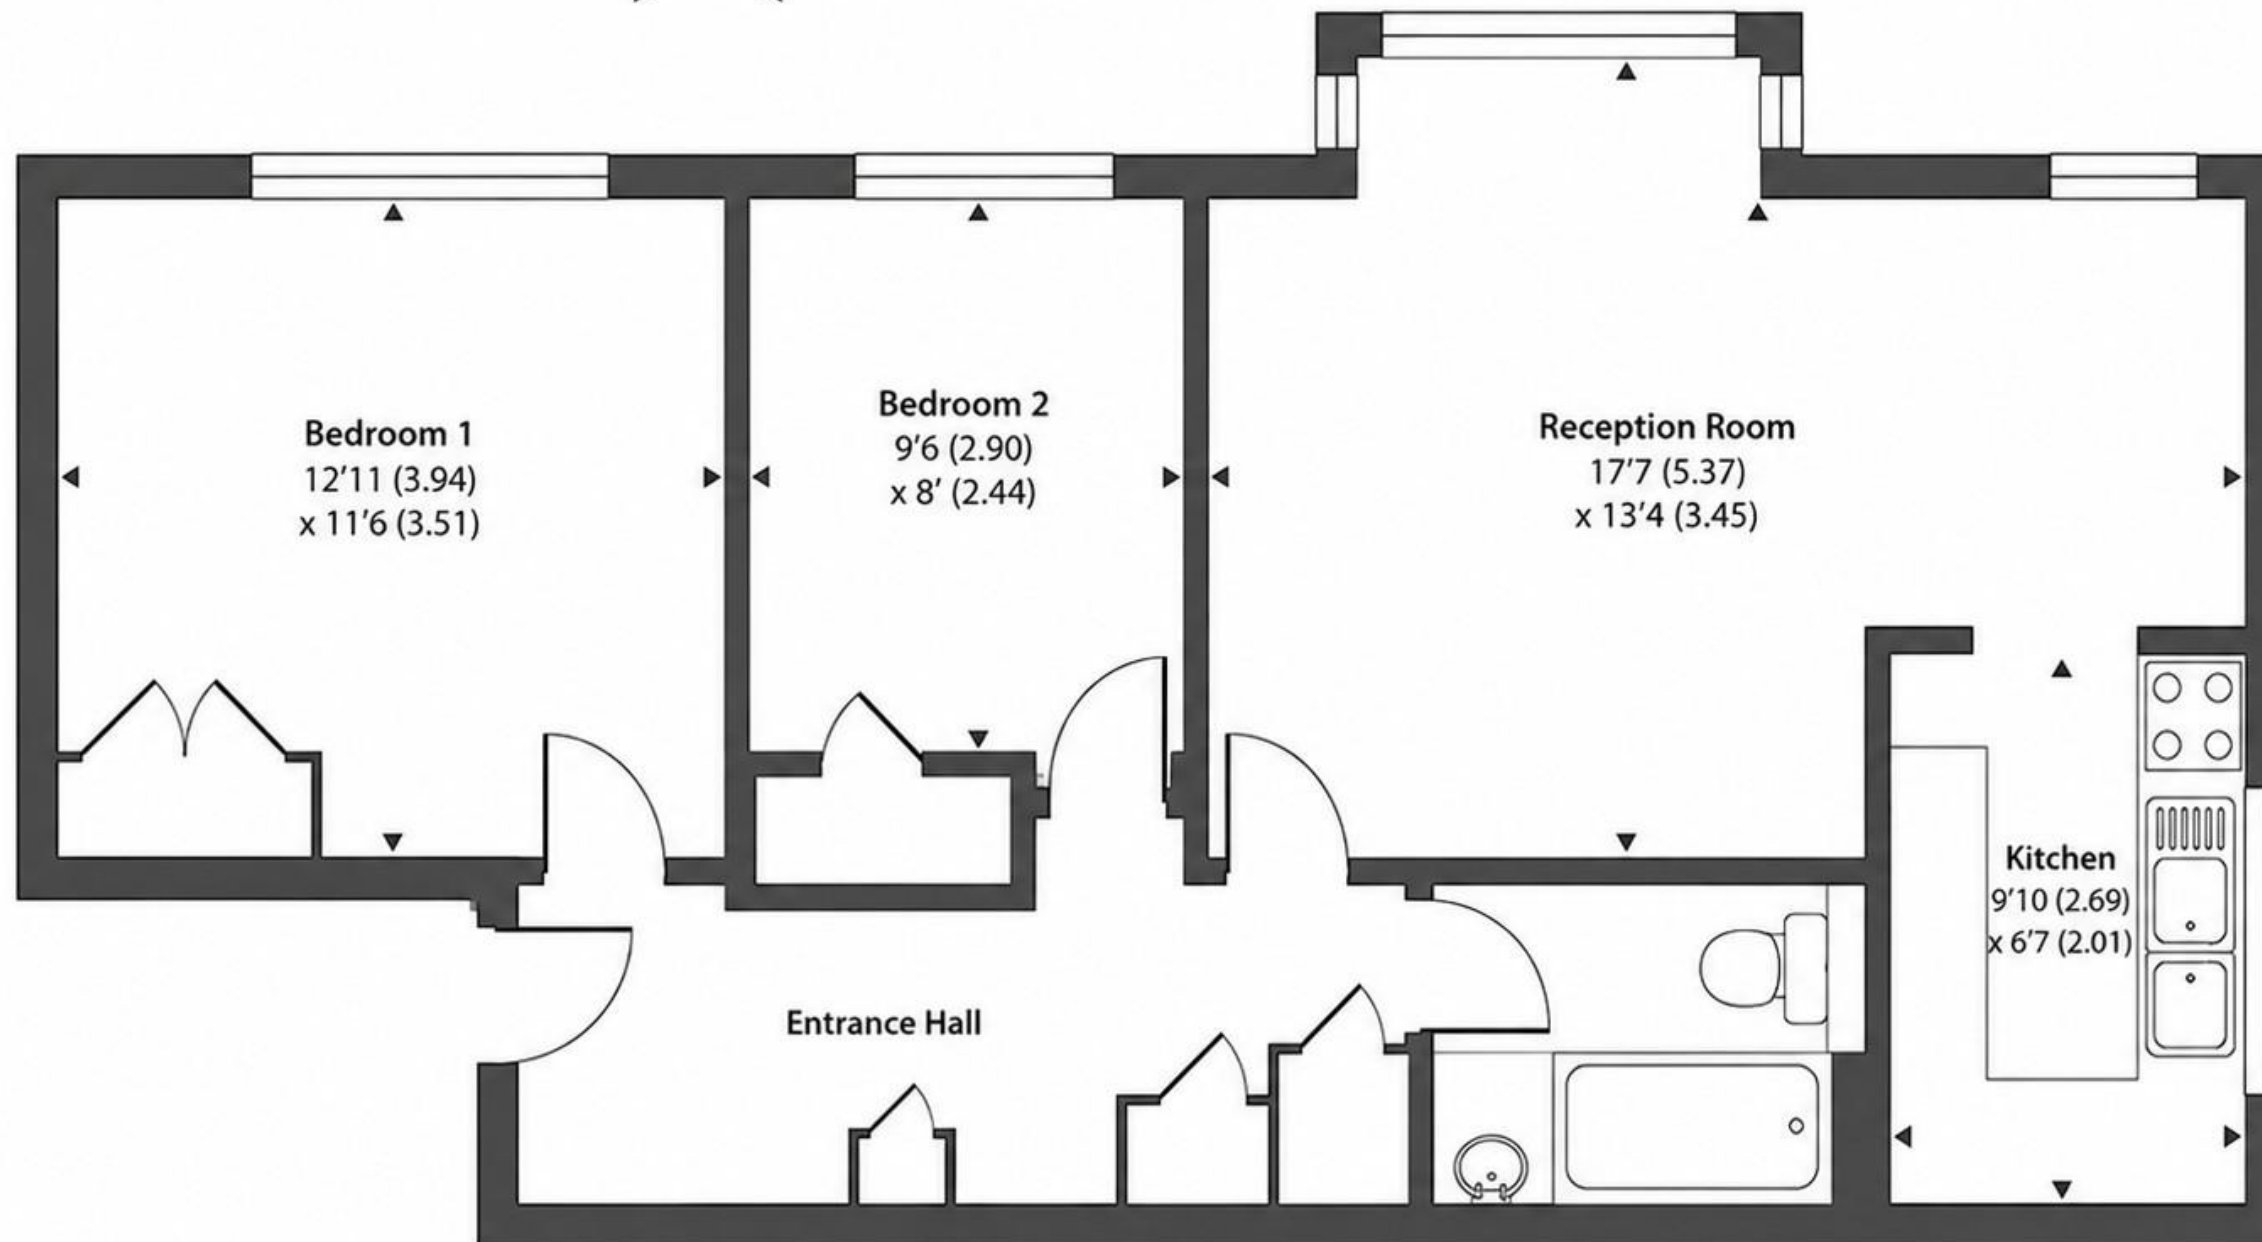 Bedroom 1
12'11 (3.94)
x 11'6 (3.51)
Bedroom 2
9'6 (2.90)
x 8' (2.44)
Reception Room
17'7 (5.37)
x 13'4 (3.45)
Kitchen
9'10 (2.69)
x 6'7 (2.01)
Entrance Hall